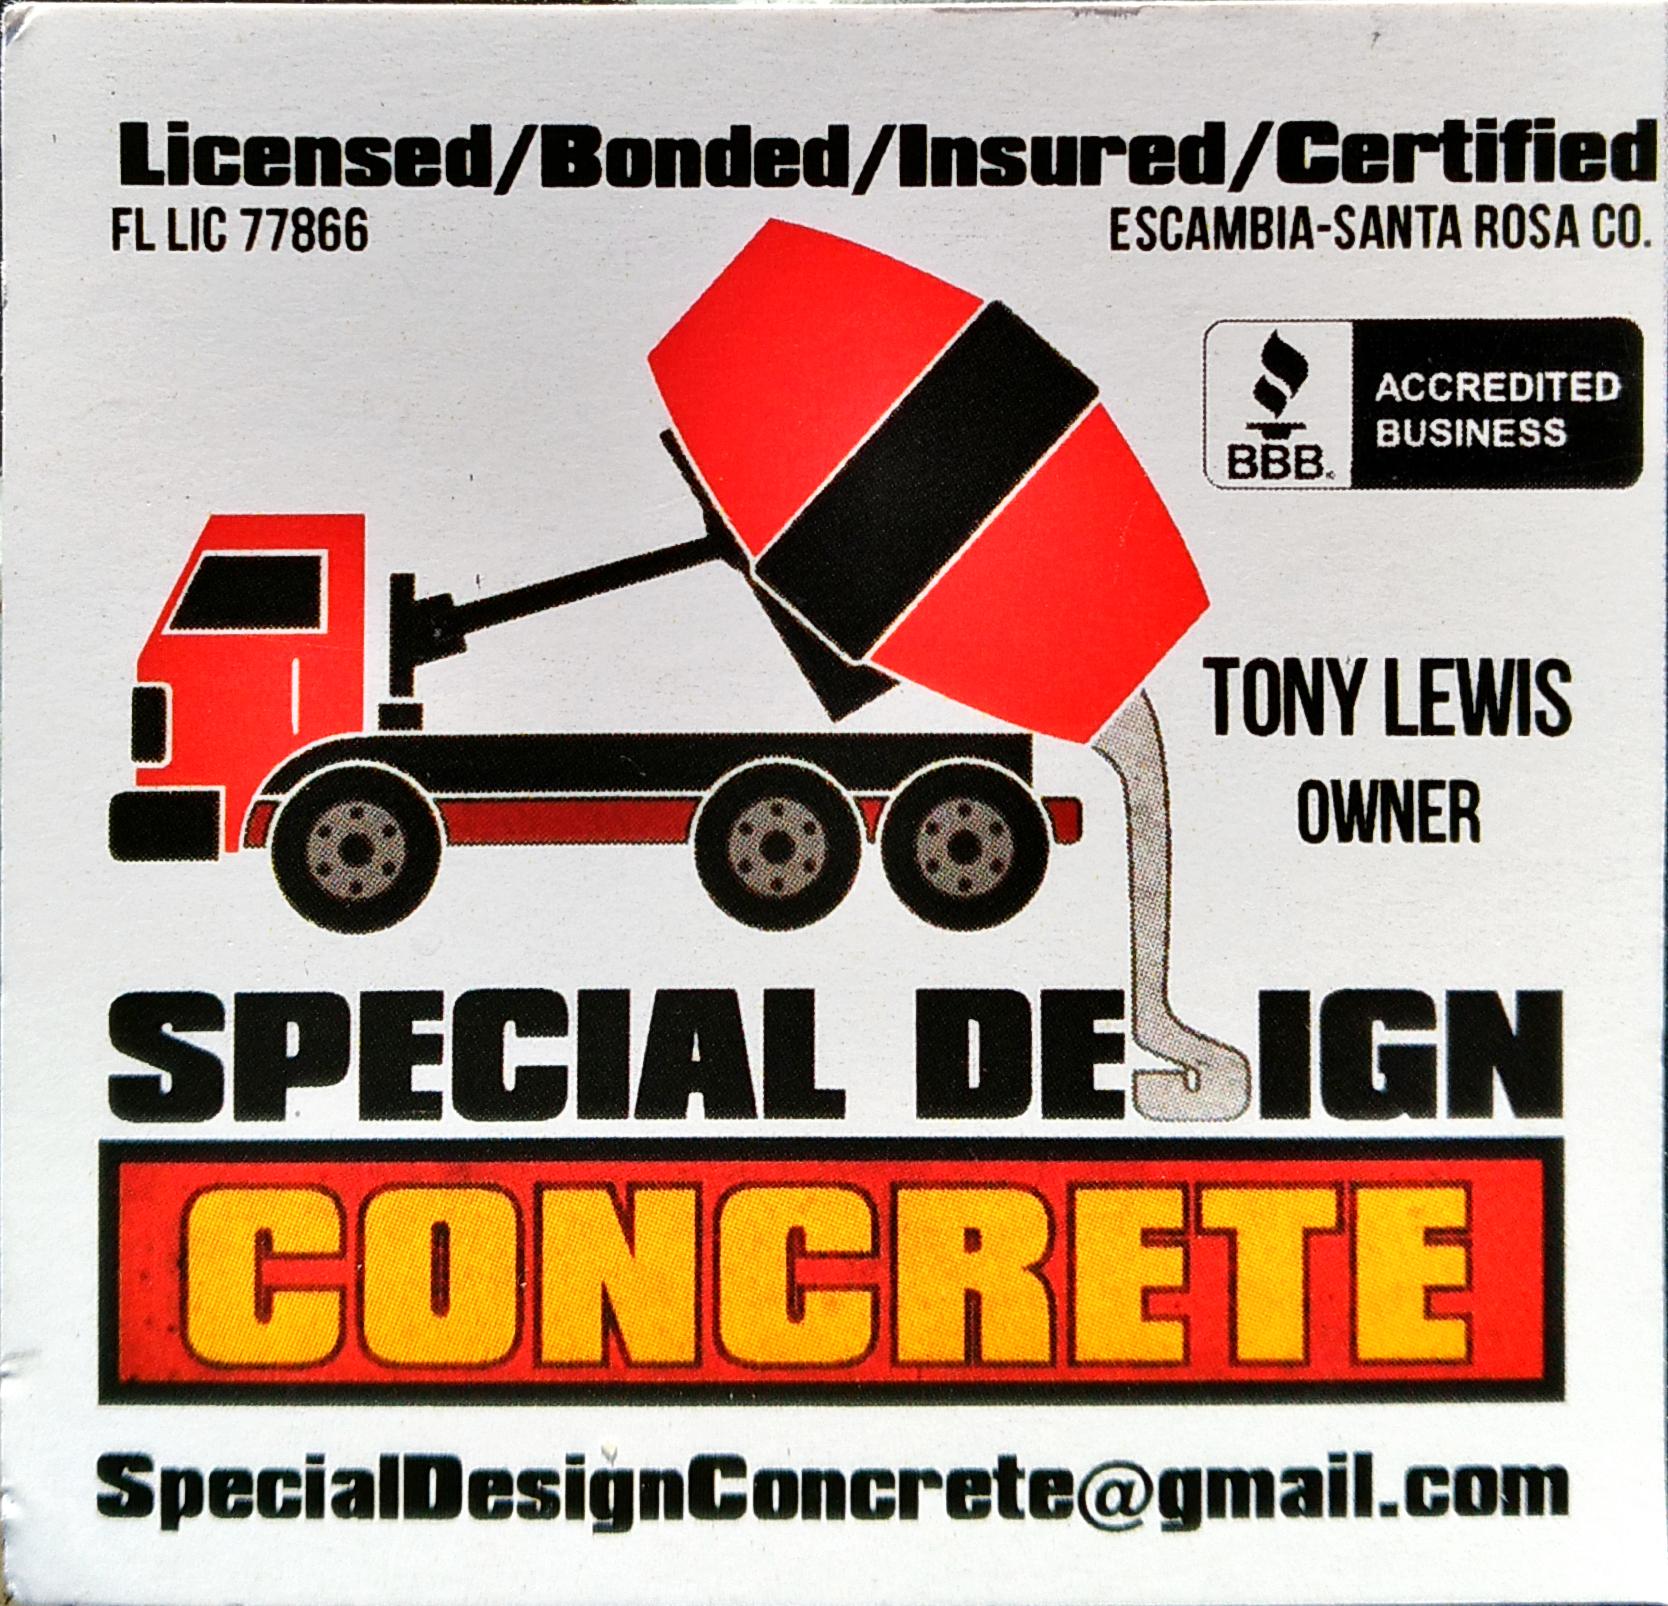 Licensed/Bonded/Insured/Certified
FL LIC 77866
ESCAMBIA-SANTA ROSA CO.
BBB.
ACCREDITED
BUSINESS
TONY LEWIS
OWNER
SPECIAL DESIGN
CONCRETE
SpecialDesignConcrete@gmail.com